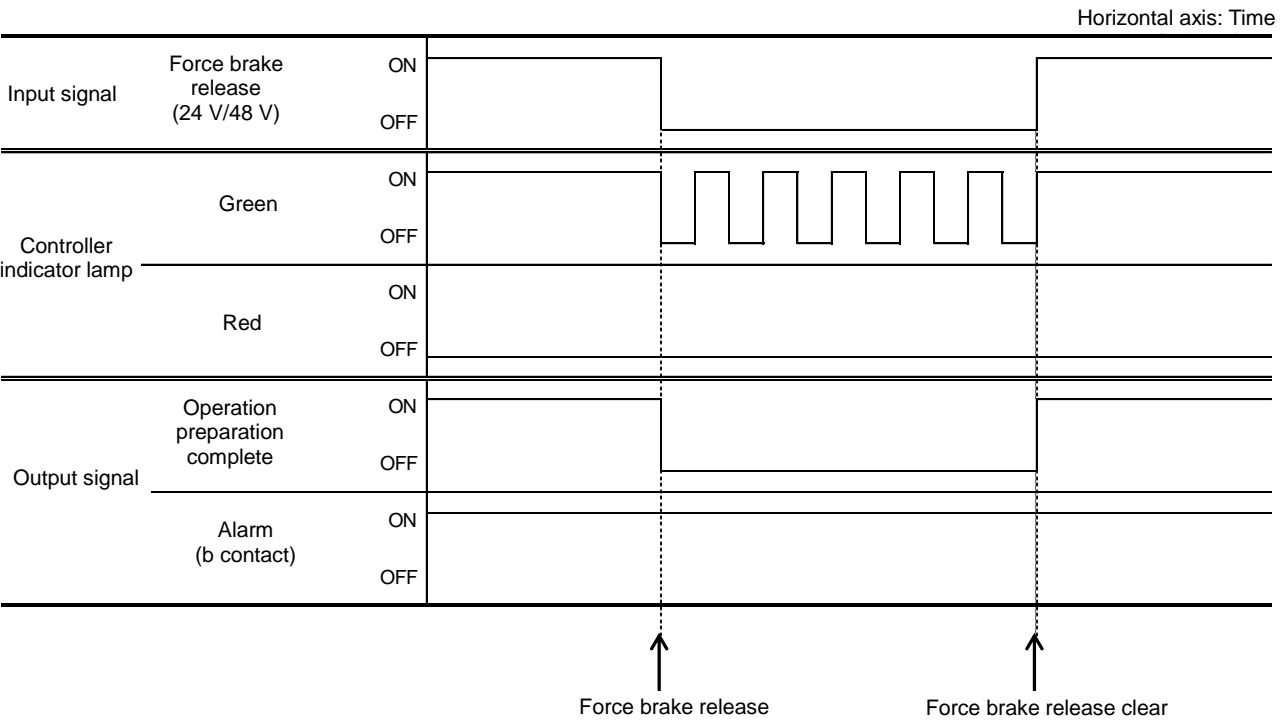 Horizontal axis: Time
Input signal
Force brake
release
(24 V/48 V)
ON
OFF
Controller
indicator lamp
Green
ON
OFF
Red
ON
OFF
Output signal
Operation
preparation
complete
ON
OFF
Alarm
(b contact)
ON
OFF
Force brake release
Force brake release clear